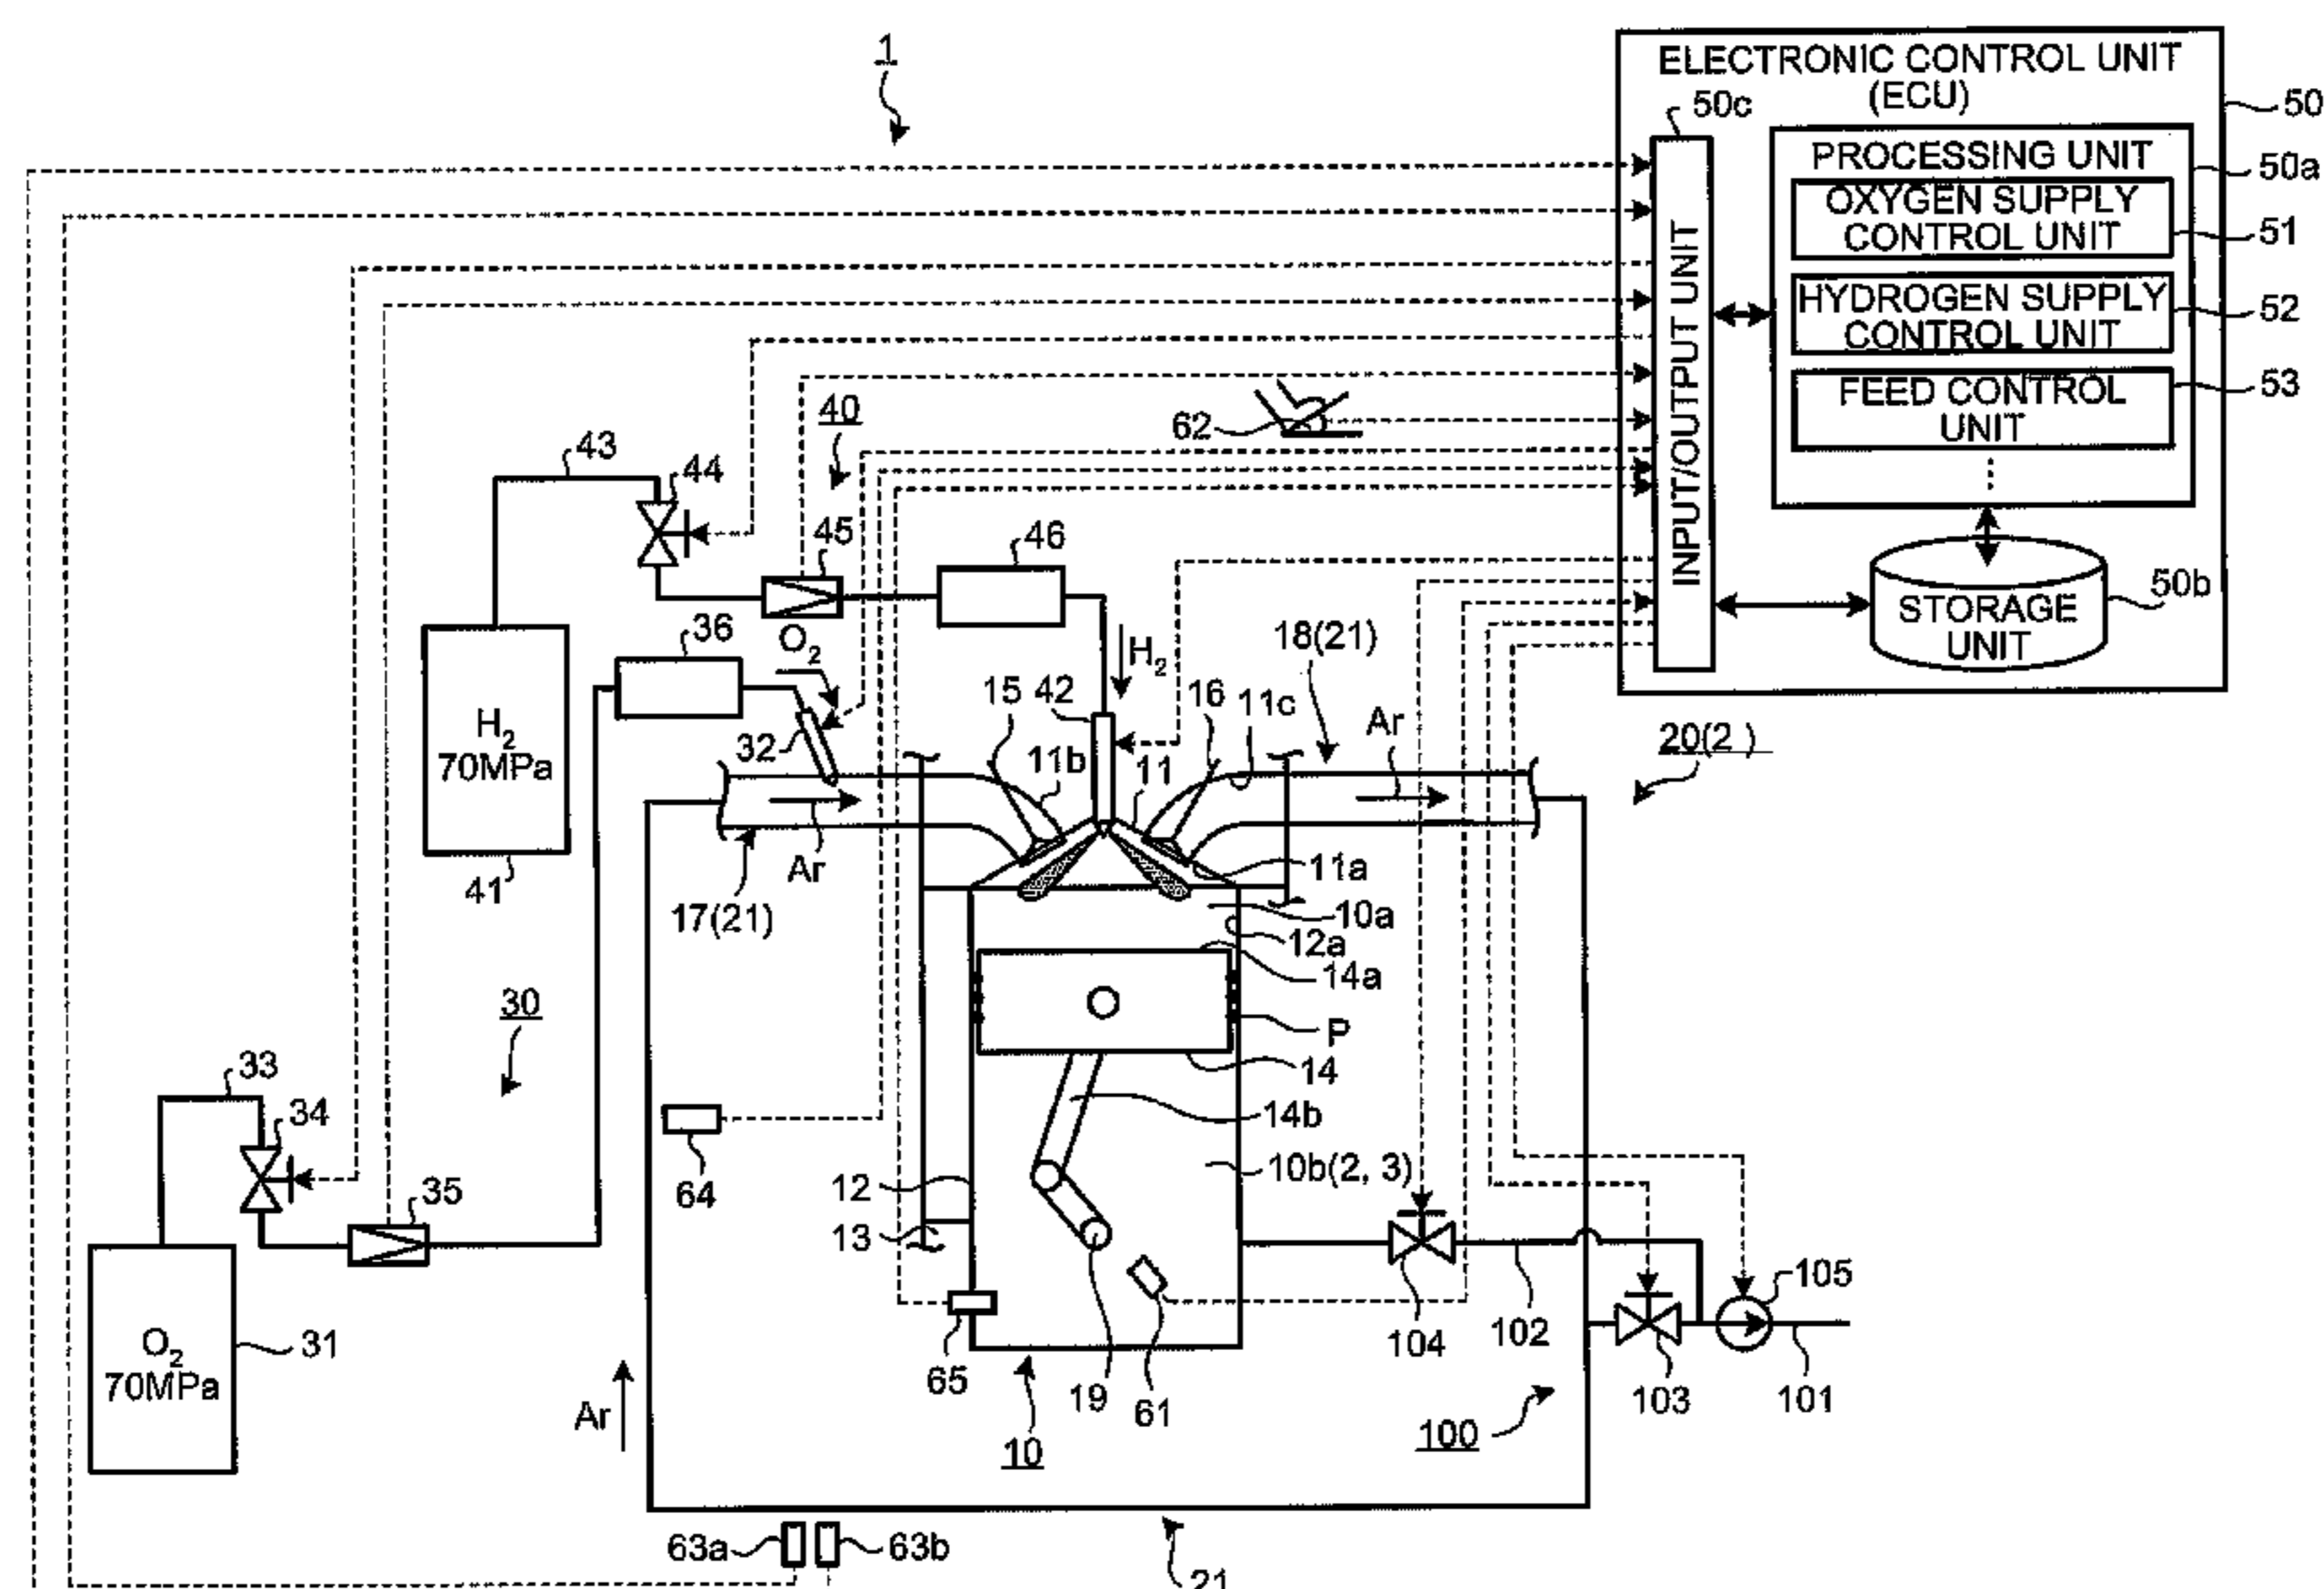 1
ELECTRONIC CONTROL UNIT
(ECU)
50
50c
PROCESSING UNIT
50a
OXYGEN SUPPLY
CONTROL UNIT
51
HYDROGEN SUPPLY
CONTROL UNIT
52
FEED CONTROL
UNIT
53
INPUT/OUTPUT UNIT
STORAGE
UNIT
50b
62
40
43
44
45
46
O2
36
H2
18(21)
15
42
16
11c
Ar
20(2 )
H2
70MPa
41
32
11b
11
Ar
11a
17(21)
10a
12a
14a
30
P
14
33
34
14b
64
35
12
10b(2, 3)
13
19
104
102
105
O2
70MPa
31
65
61
103
101
Ar
10
100
63a
63b
21